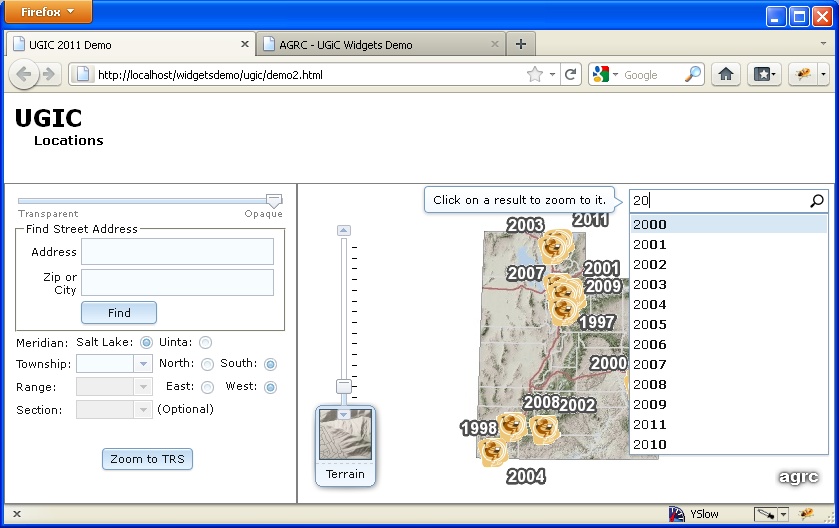 Firefox
UGIC 2011 Demo
AGRC - UGiC Widgets Demo
http://localhost/widgetsdemo/ugic/demo2.html
Google
UGIC
Locations
Transparent
Opaque
Find Street Address
Address
Zip or
City
Find
Meridian: Salt Lake: Uinta:
Township: North: South:
Range: East: West:
Section: (Optional)
Zoom to TRS
Click on a result to zoom to it.
20
2003
2011
2007
2001
2009
1997
2000
2008
2002
1998
2004
Terrain
2000
2001
2002
2003
2004
2005
2006
2007
2008
2009
2011
2010
agrc
YSlow